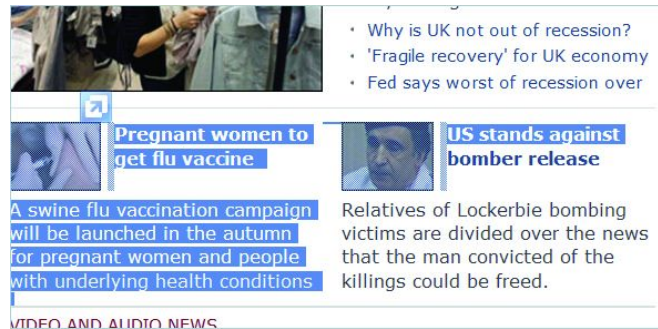 Why is UK not out of recession?
'Fragile recovery' for UK economy
Fed says worst of recession over
Pregnant women to
get flu vaccine
A swine flu vaccination campaign
will be launched in the autumn
for pregnant women and people
with underlying health conditions
US stands against
bomber release
Relatives of Lockerbie bombing
victims are divided over the news
that the man convicted of the
killings could be freed.
VIDEO AND AUDIO NEWS